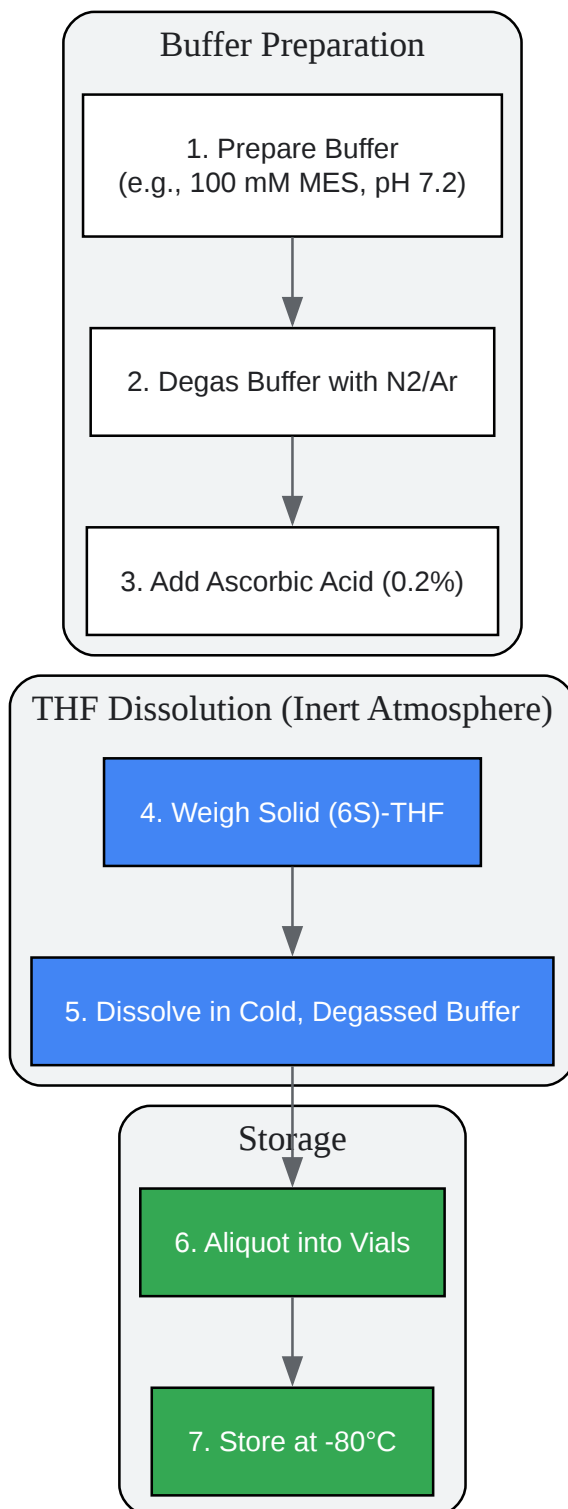 Buffer Preparation
1. Prepare Buffer
(e.g., 100 mM MES, pH 7.2)
2. Degas Buffer with N2/Ar
3. Add Ascorbic Acid (0.2%)
THF Dissolution (Inert Atmosphere)
4. Weigh Solid (6S)-THF
5. Dissolve in Cold, Degassed Buffer
Storage
6. Aliquot into Vials
7. Store at -80°C